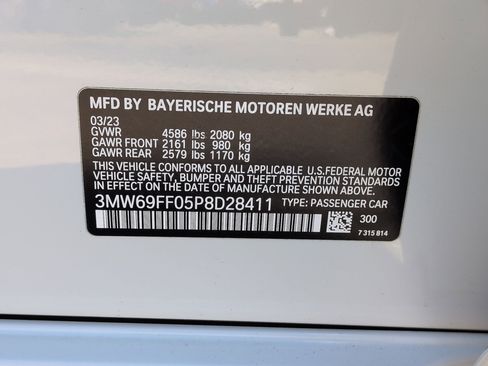 MFD BY BAYERISCHE MOTOREN WERKE AG
03/23
GVWR 4586 lbs 2080 kg
GAWR FRONT 2161 lbs 980 kg
GAWR REAR 2579 lbs 1170 kg
THIS VEHICLE CONFORMS TO ALL APPLICABLE U.S.FEDERAL MOTOR
VEHICLE SAFETY, BUMPER AND THEFT PREVENTION STANDARDS
IN EFFECT ON THE DATE OF MANUFACTURE SHOWN ABOVE.
3MW69FF05P8D28411 TYPE: PASSENGER CAR
300
7 315 814